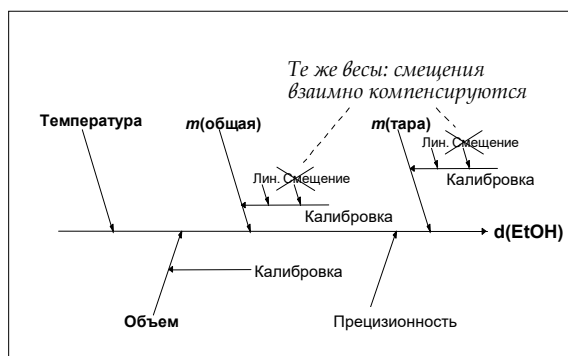 Те же весы: смещения
взаимно компенсируются
Температура
m(общая)
m(тара)
Лин. Смещение
Лин. Смещение
Калибровка
Калибровка
d(EtOH)
Калибровка
Объем
Прецизионность